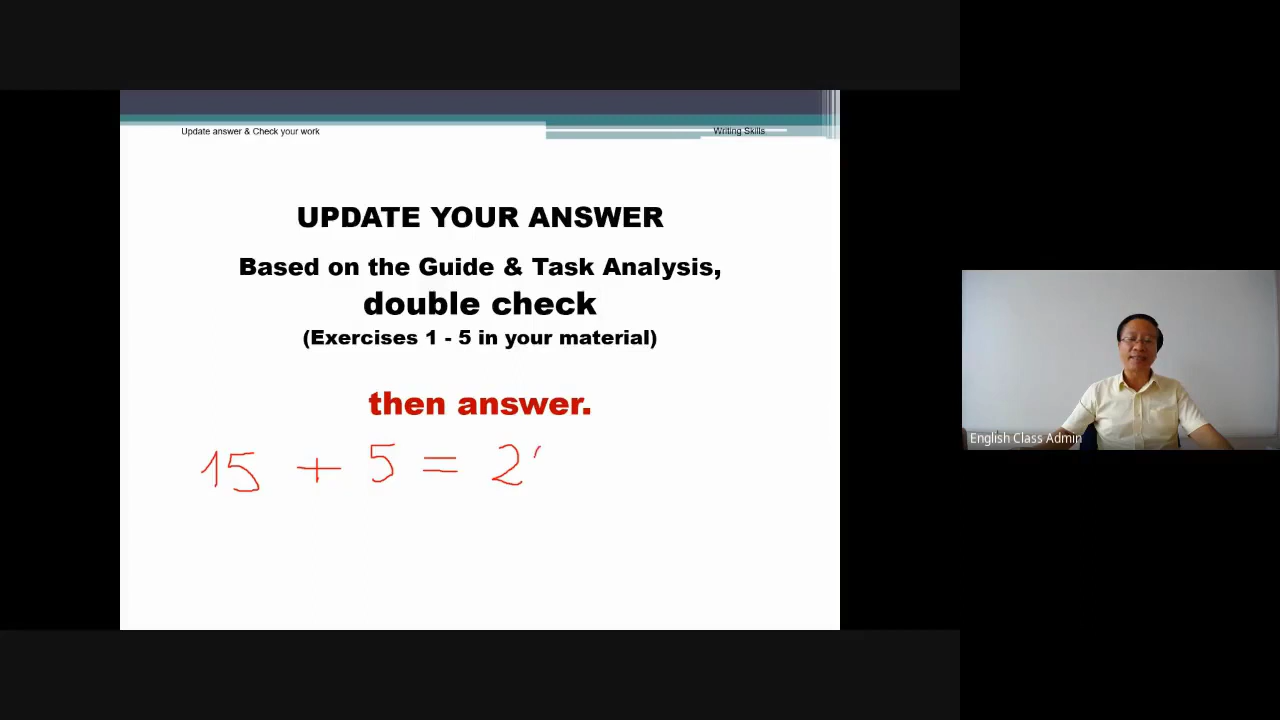 Update answer & Check your work
Writing Skills
UPDATE YOUR ANSWER
Based on the Guide & Task Analysis,
double check
(Exercises 1 - 5 in your material)
then answer.
15 + 5 = 2
English Class Admin